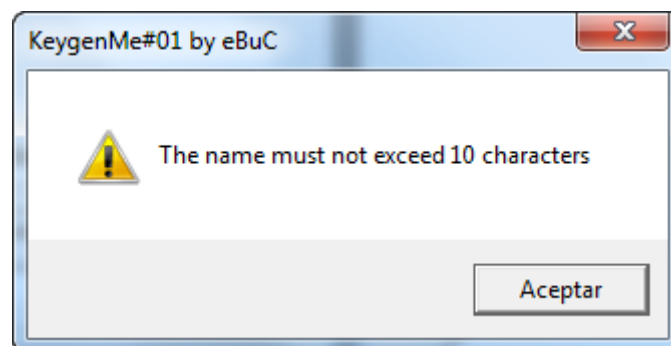 KeygenMe#01 by eBuC
The name must not exceed 10 characters
Aceptar